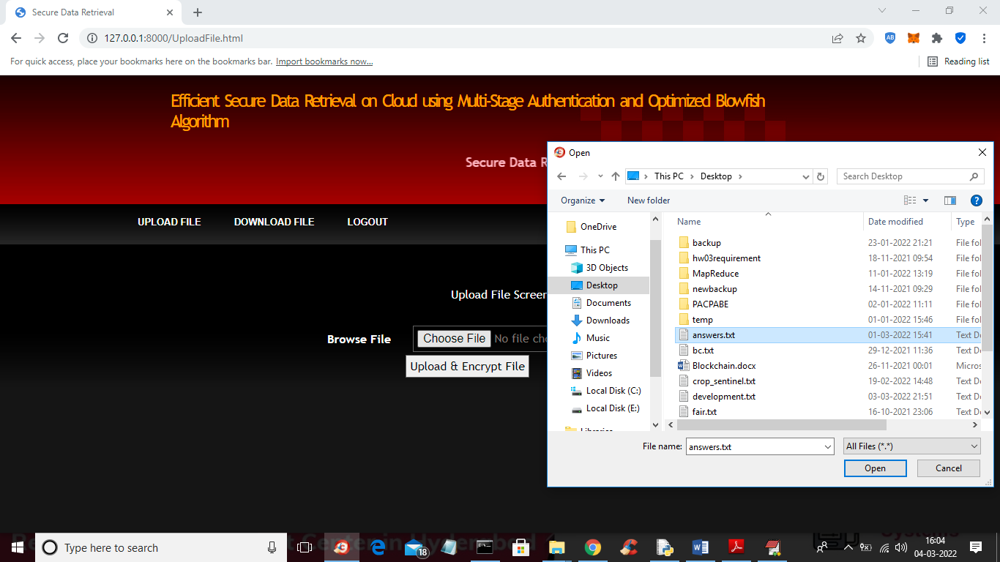 Secure Data Retrieval
127.0.0.1:8000/UploadFile.html
AB
For quick access, place your bookmarks here on the bookmarks bar. Import bookmarks now...
Reading list
Efficient Secure Data Retrieval on Cloud using Multi-Stage Authentication and Optimized Blowfish
Algorithm
Secure Data R
UPLOAD FILE DOWNLOAD FILE LOGOUT
Upload File Screen
Browse File Choose File No file cho
Upload & Encrypt File
Open
This PC Desktop Search Desktop
Organize New folder
OneDrive
This PC
3D Objects
Desktop
Documents
Downloads
Music
Pictures
Videos
Local Disk (C:)
Local Disk (E:)
Libraries
Name Date modified Type
backup 23-01-2022 21:21 File fol
hw03requirement 18-11-2021 09:54 File fol
MapReduce 11-01-2022 13:19 File fol
newbackup 14-11-2021 09:29 File fol
PACPABE 02-01-2022 11:11 File fol
temp 01-01-2022 15:46 File fol
answers.txt 01-03-2022 15:41 Text Do
bc.txt 29-12-2021 11:36 Text Do
Blockchain.docx 26-11-2021 00:01 Micros
crop_sentinel.txt 19-02-2022 14:48 Text Do
development.txt 03-03-2022 21:51 Text Do
fair.txt 16-10-2021 23:06 Text Do
File name: answers.txt All Files (*.*)
Open Cancel
Type here to search
18
16:04
04-03-2022